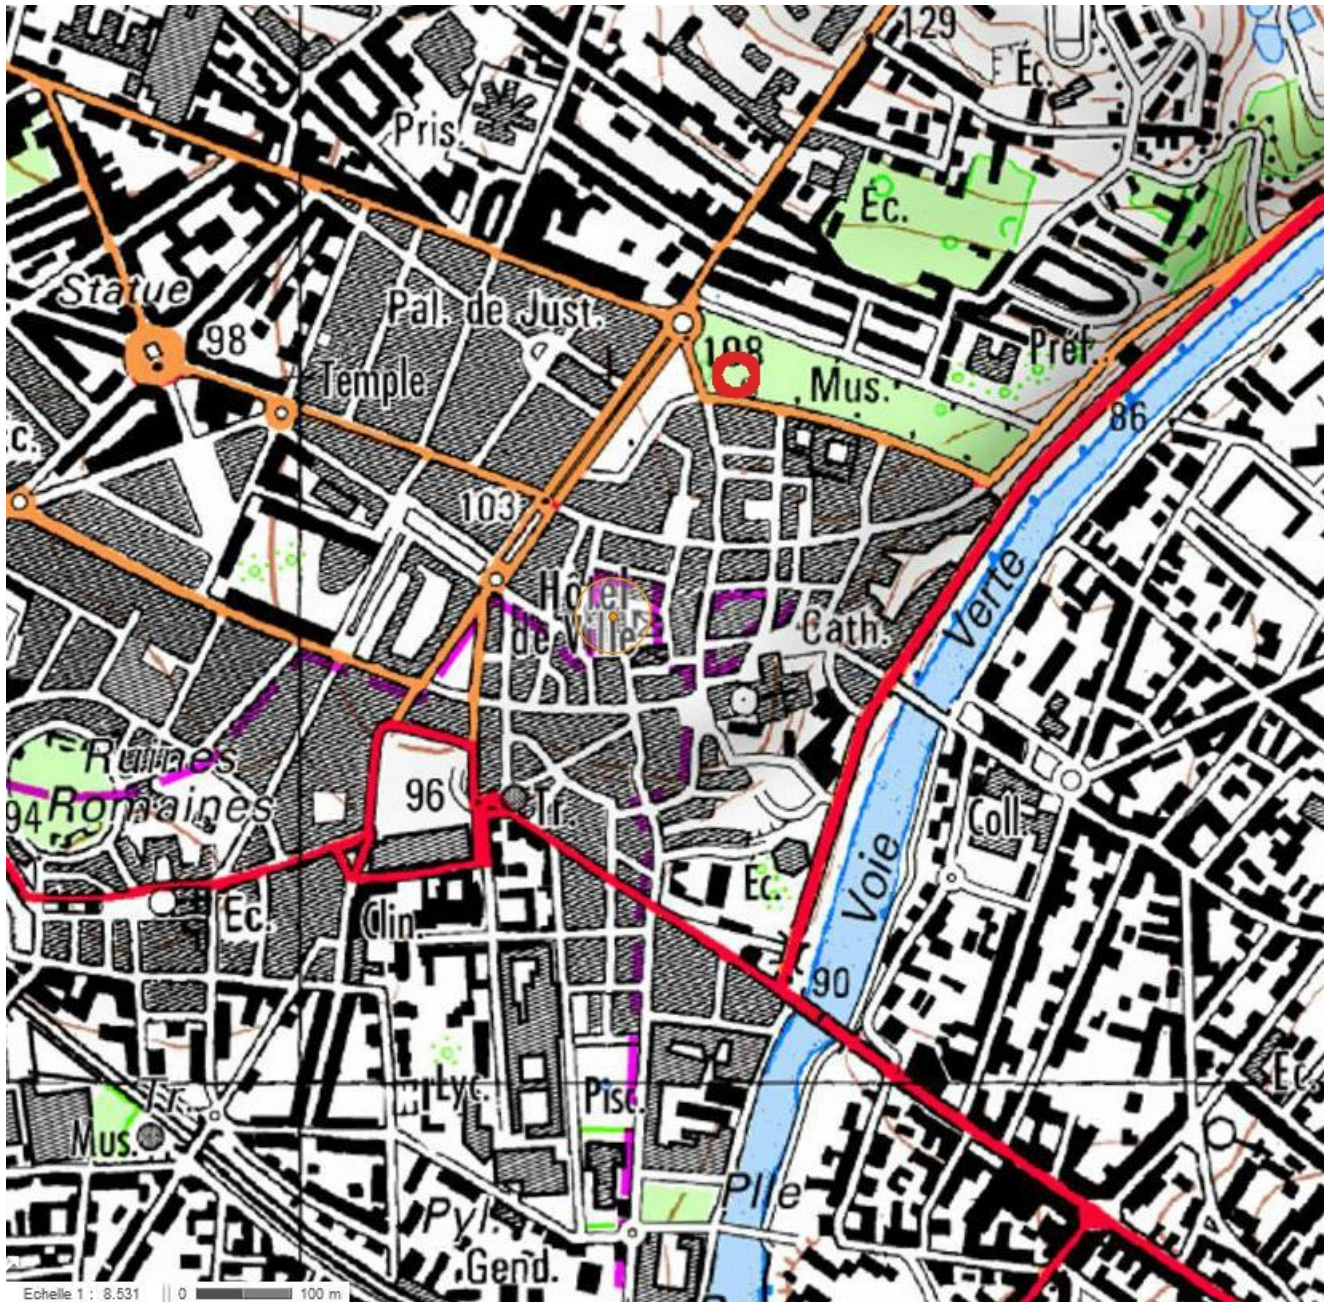 129
Éc.
Pris.
Éc.
Statue
98
Pal. de Just.
Temple
108
Mus.
Préf.
86
c.
103
Hôtel
de Ville
Cath.
Verte
Ruines
Romaines
94
96
Tr.
Coll.
Voie
Ec.
Ec.
Clin.
90
Tr.
Mus.
Lyc.
Pisc.
Ec.
Plle
Pyl.
Gend.
Echelle 1 : 8.531 0 100 m